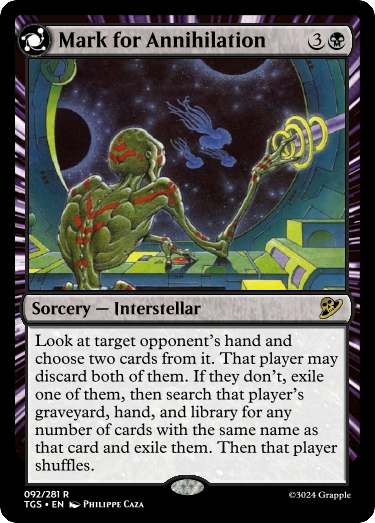 Mark for Annihilation 3
Sorcery — Interstellar
Look at target opponent's hand and
choose two cards from it. That player may
discard both of them. If they don't, exile
one of them, then search that player's
graveyard, hand, and library for any
number of cards with the same name as
that card and exile them. Then that player
shuffles.
092/281 R
TGS • EN Philippe Caza
©3024 Grapple